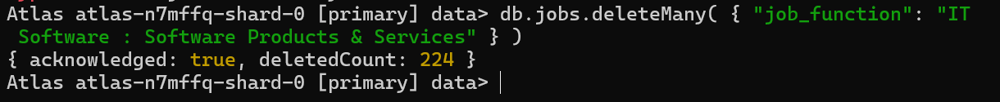 Atlas atlas-n7mffq-shard-0 [primary] data> db.jobs.deleteMany( { "job_function": "IT
 Software : Software Products & Services" } )
{ acknowledged: true, deletedCount: 224 }
Atlas atlas-n7mffq-shard-0 [primary] data>